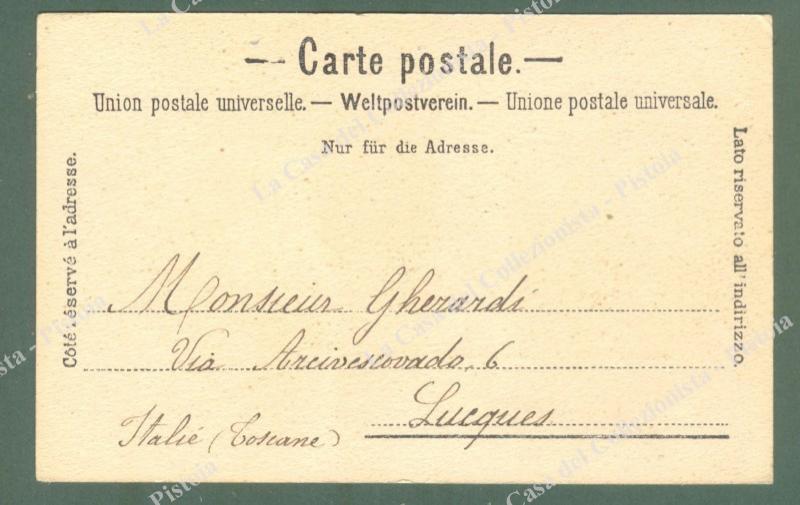 — Carte postale. —
Union postale universelle. — Weltpostverein. — Unione postale universale.
Nur für die Adresse.
Côté réservé à l'adresse.
Lato riservato all'indirizzo.
Monsieur Gherardi
Via Arcivescovado, 6
Lucques
Italié (Toscane)
La Casa del Collezionista - Pistoia